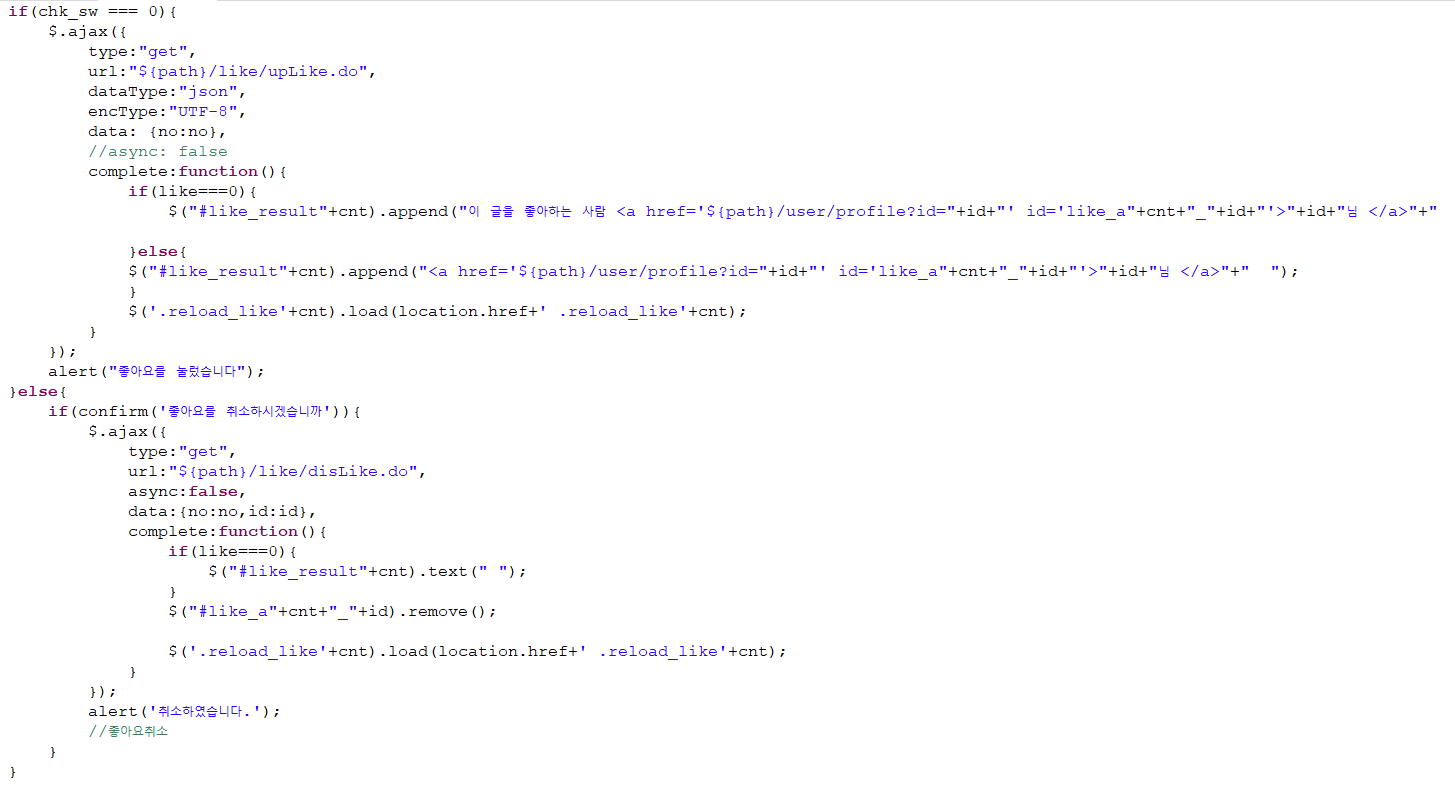 if(chk_sw === 0){
    $.ajax({
        type:"get",
        url:"${path}/like/upLike.do",
        dataType:"json",
        encType:"UTF-8",
        data: {no:no},
        //async: false
        complete:function(){
            if(like===0){
                $("#like_result"+cnt).append("이 글을 좋아하는 사람 <a href='${path}/user/profile?id="+id+"' id='like_a"+cnt+"_"+id+"'>"+id+"님 </a>"+"
            }else{
            $("#like_result"+cnt).append("<a href='${path}/user/profile?id="+id+"' id='like_a"+cnt+"_"+id+"'>"+id+"님 </a>"+"  ");
            }
            $('.reload_like'+cnt).load(location.href+' .reload_like'+cnt);
        }
    });
    alert("좋아요를 눌렀습니다");
}else{
    if(confirm('좋아요를 취소하시겠습니까')){
        $.ajax({
            type:"get",
            url:"${path}/like/disLike.do",
            async:false,
            data:{no:no,id:id},
            complete:function(){
                if(like===0){
                    $("#like_result"+cnt).text(" ");
                }
                $("#like_a"+cnt+"_"+id).remove();
                $('.reload_like'+cnt).load(location.href+' .reload_like'+cnt);
            }
        });
        alert('취소하였습니다.');
        //좋아요취소
    }
}